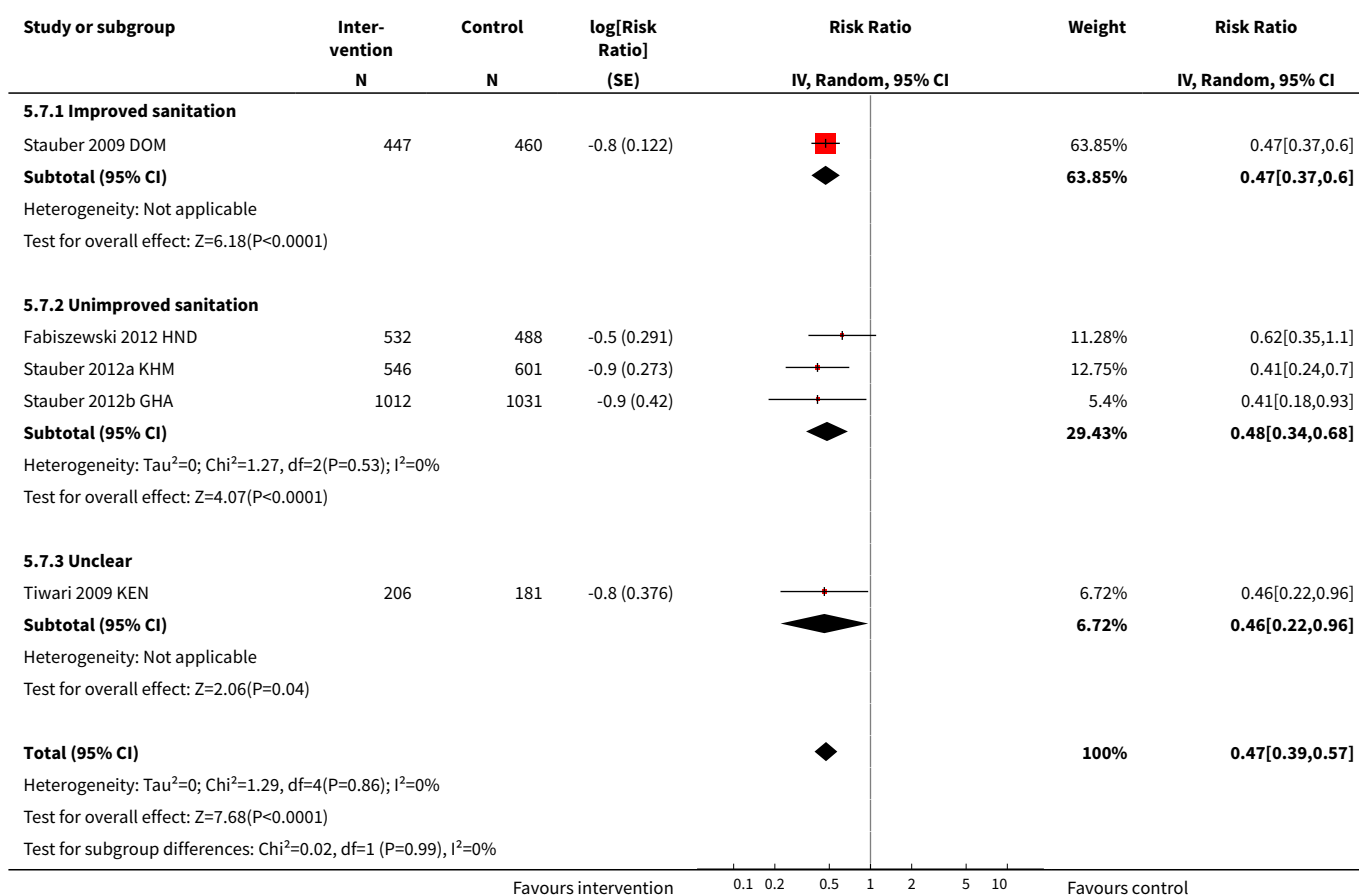 Study or subgroup Inter-vention Control log[Risk Ratio] Risk Ratio Weight Risk Ratio
N N (SE) IV, Random, 95% CI IV, Random, 95% CI
5.7.1 Improved sanitation
Stauber 2009 DOM 447 460 -0.8 (0.122) 63.85% 0.47[0.37,0.6]
Subtotal (95% CI) 63.85% 0.47[0.37,0.6]
Heterogeneity: Not applicable
Test for overall effect: Z=6.18(P<0.0001)
5.7.2 Unimproved sanitation
Fabiszewski 2012 HND 532 488 -0.5 (0.291) 11.28% 0.62[0.35,1.1]
Stauber 2012a KHM 546 601 -0.9 (0.273) 12.75% 0.41[0.24,0.7]
Stauber 2012b GHA 1012 1031 -0.9 (0.42) 5.4% 0.41[0.18,0.93]
Subtotal (95% CI) 29.43% 0.48[0.34,0.68]
Heterogeneity: Tau²=0; Chi²=1.27, df=2(P=0.53); I²=0%
Test for overall effect: Z=4.07(P<0.0001)
5.7.3 Unclear
Tiwari 2009 KEN 206 181 -0.8 (0.376) 6.72% 0.46[0.22,0.96]
Subtotal (95% CI) 6.72% 0.46[0.22,0.96]
Heterogeneity: Not applicable
Test for overall effect: Z=2.06(P=0.04)
Total (95% CI) 100% 0.47[0.39,0.57]
Heterogeneity: Tau²=0; Chi²=1.29, df=4(P=0.86); I²=0%
Test for overall effect: Z=7.68(P<0.0001)
Test for subgroup differences: Chi²=0.02, df=1 (P=0.99), I²=0%
Favours intervention 0.1 0.2 0.5 1 2 5 10 Favours control